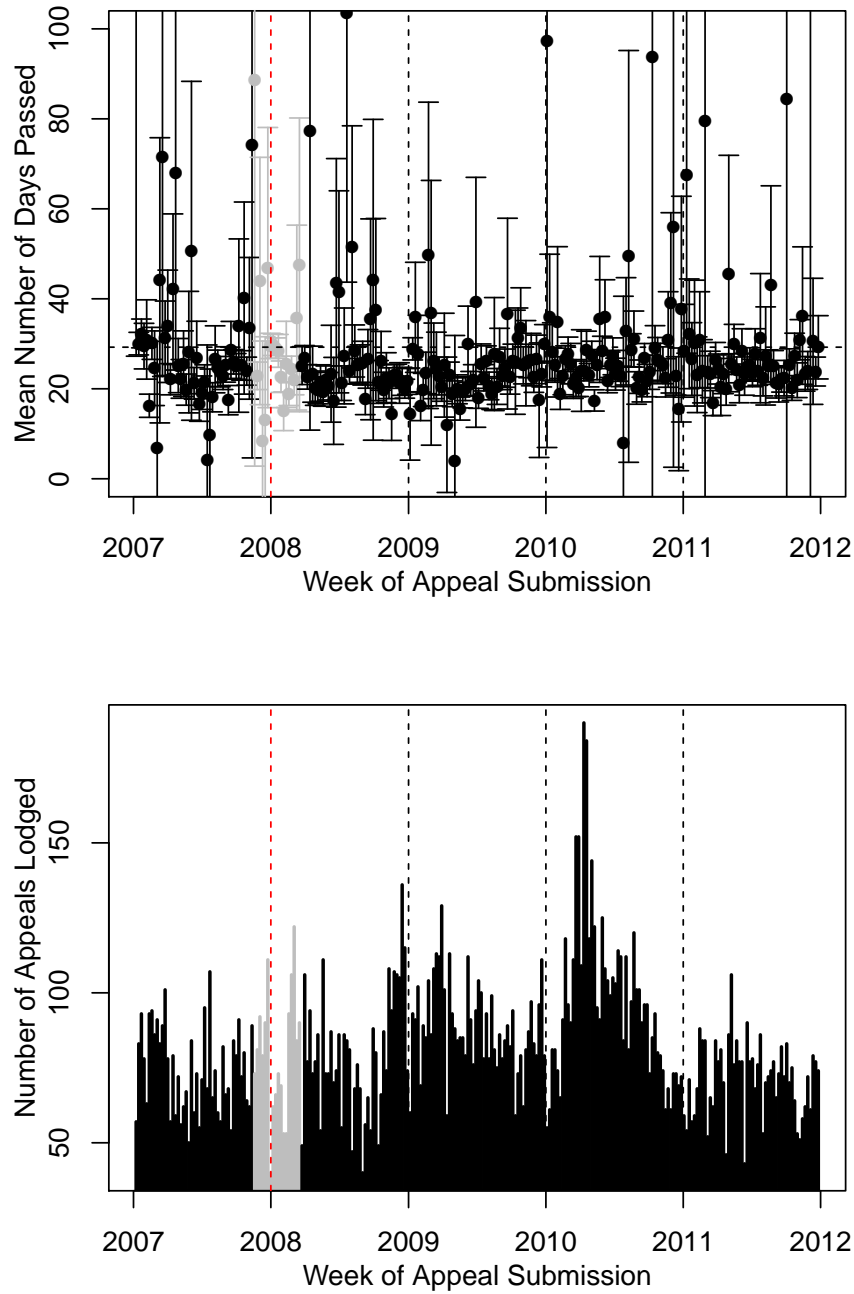 Mean Number of Days Passed
100
80
60
40
20
0
2007 2008 2009 2010 2011 2012
Week of Appeal Submission
Number of Appeals Lodged
150
100
50
2007 2008 2009 2010 2011 2012
Week of Appeal Submission